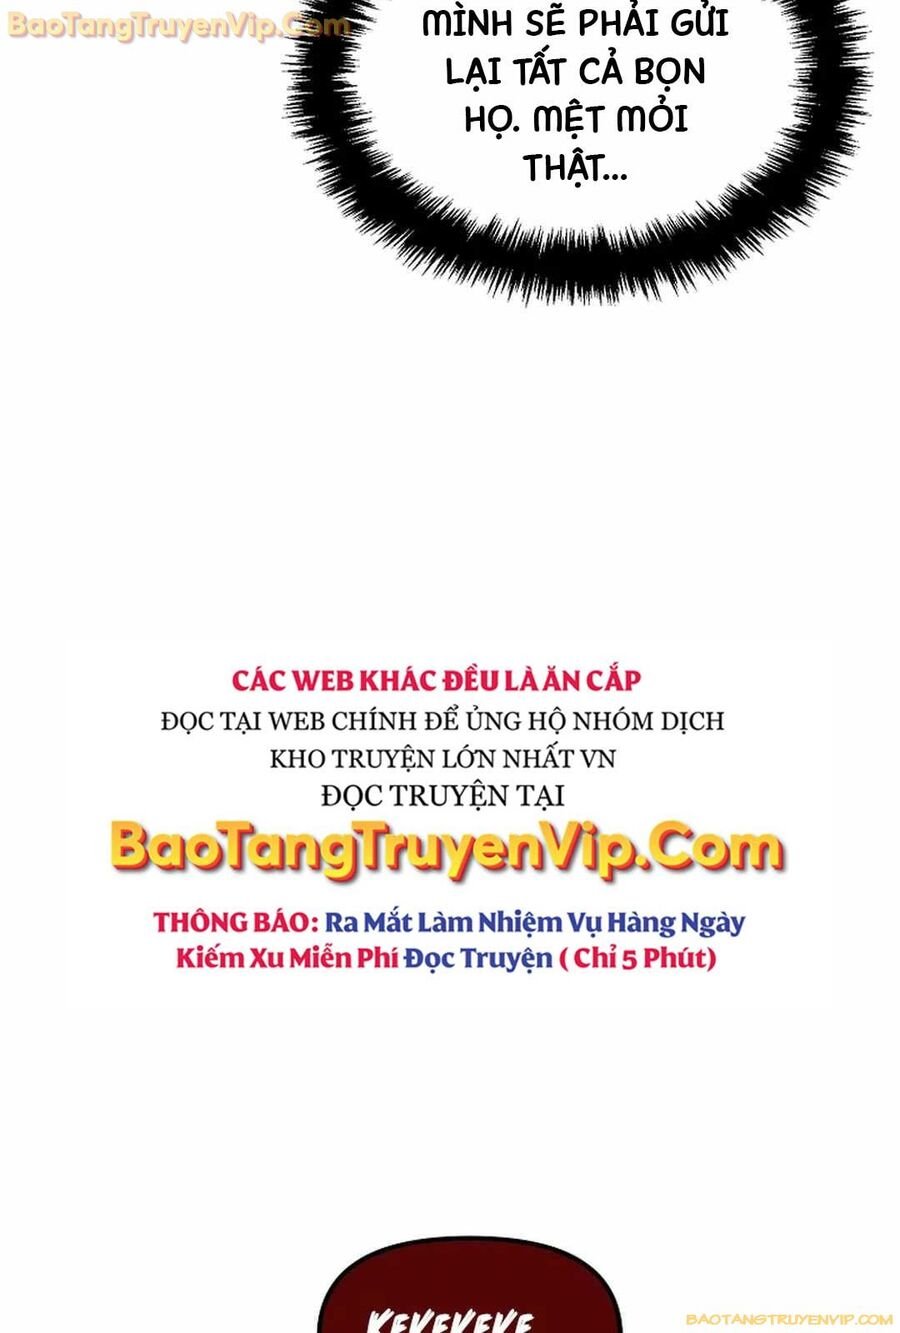 BaoTangTruyenVip.Com
MÌNH SẼ PHẢI GỬI
LẠI TẤT CẢ BỌN
HỌ. MỆT MỎI
THẬT...
CÁC WEB KHÁC ĐỀU LÀ ĂN CẮP
ĐỌC TẠI WEB CHÍNH ĐỂ ỦNG HỘ NHÓM DỊCH
KHO TRUYỆN LỚN NHẤT VN
ĐỌC TRUYỆN TẠI
BaoTangTruyenVip.Com
THÔNG BÁO: Ra Mắt Làm Nhiệm Vụ Hàng Ngày
Kiếm Xu Miễn Phí Đọc Truyện ( Chỉ 5 Phút)
KEKEKEKE
BAOTANGTRUYENVIP.COM